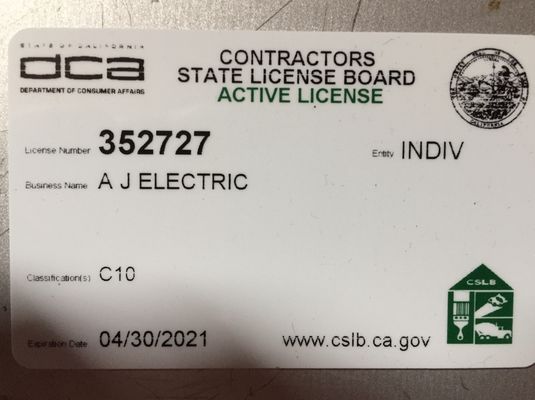 STATE OF CALIFORNIA
dca
DEPARTMENT OF CONSUMER AFFAIRS
CONTRACTORS
STATE LICENSE BOARD
ACTIVE LICENSE
License Number 352727
Entity INDIV
Business Name A J ELECTRIC
Classification(s) C10
CSLB
Expiration Date 04/30/2021
www.cslb.ca.gov